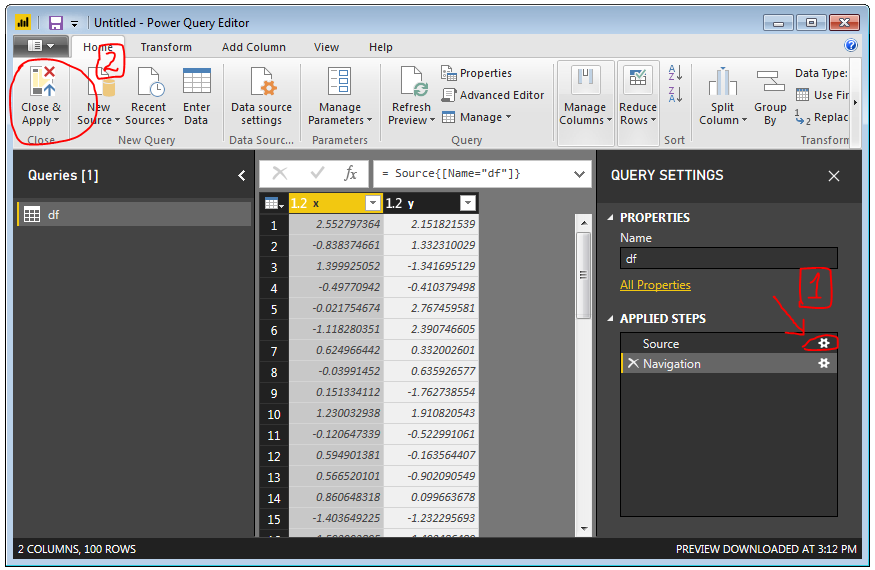 Untitled - Power Query Editor
Home Transform Add Column View Help
2
Close & Apply New Source Recent Sources Enter Data Data source settings Manage Parameters Refresh Preview Properties Advanced Editor Manage Manage Columns Reduce Rows Split Column Group By Data Type: Use Fir Replac
Close New Query Data Sourc... Parameters Query Sort Transform
Queries [1]
df
= Source{[Name="df"]}
1.2 x 1.2 y
1 2.552797364 2.151821539
2 -0.838374661 1.332310029
3 1.399925052 -1.341695129
4 -0.49770942 -0.410379498
5 -0.021754674 2.767459581
6 -1.118280351 2.390746605
7 0.624966442 0.332002601
8 -0.03991452 0.635926577
9 0.151334112 -1.762738554
10 1.230032938 1.910820543
11 -0.120647339 -0.522991061
12 0.594901381 -0.163564407
13 0.566520101 -0.902090549
14 0.860648318 0.099663678
15 -1.403649225 -1.232295693
QUERY SETTINGS
PROPERTIES
Name
df
All Properties
1
APPLIED STEPS
Source
Navigation
2 COLUMNS, 100 ROWS PREVIEW DOWNLOADED AT 3:12 PM